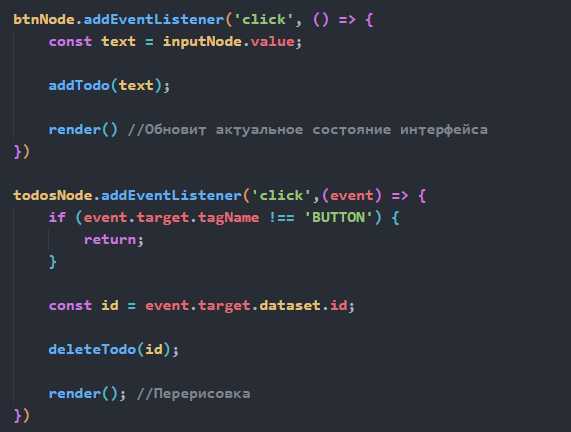 btnNode.addEventListener('click', () => {
const text = inputNode.value;
addTodo(text);
render() //Обновит актуальное состояние интерфейса
})
todosNode.addEventListener('click',(event) => {
if (event.target.tagName !== 'BUTTON') {
return;
}
const id = event.target.dataset.id;
deleteTodo(id);
render(); //Перерисовка
})